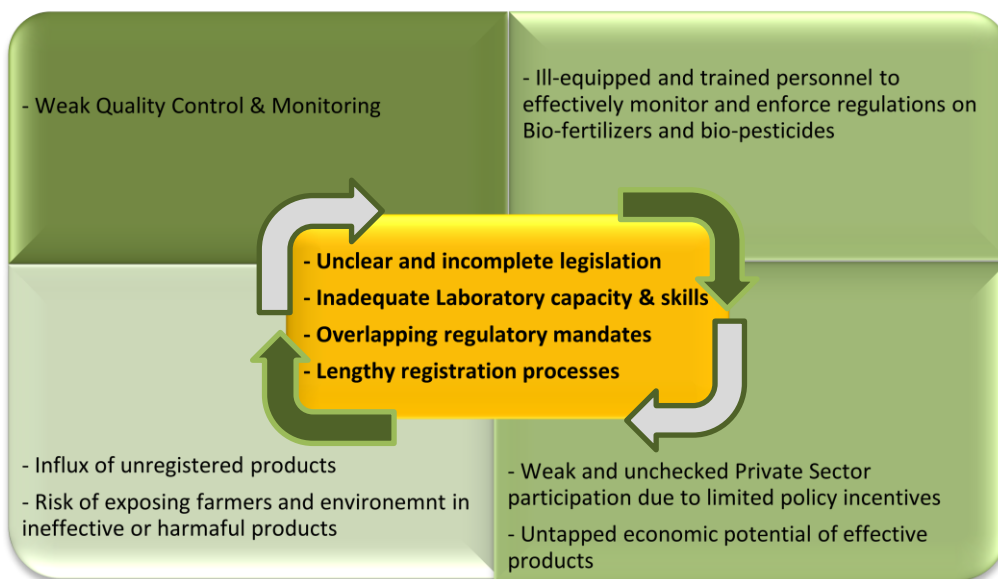 - Weak Quality Control & Monitoring
- Ill-equipped and trained personnel to
effectively monitor and enforce regulations on
Bio-fertilizers and bio-pesticides
- Unclear and incomplete legislation
- Inadequate Laboratory capacity & skills
- Overlapping regulatory mandates
- Lengthy registration processes
- Influx of unregistered products
- Risk of exposing farmers and environemnt in
ineffective or harmaful products
- Weak and unchecked Private Sector
participation due to limited policy incentives
- Untapped economic potential of effective
products